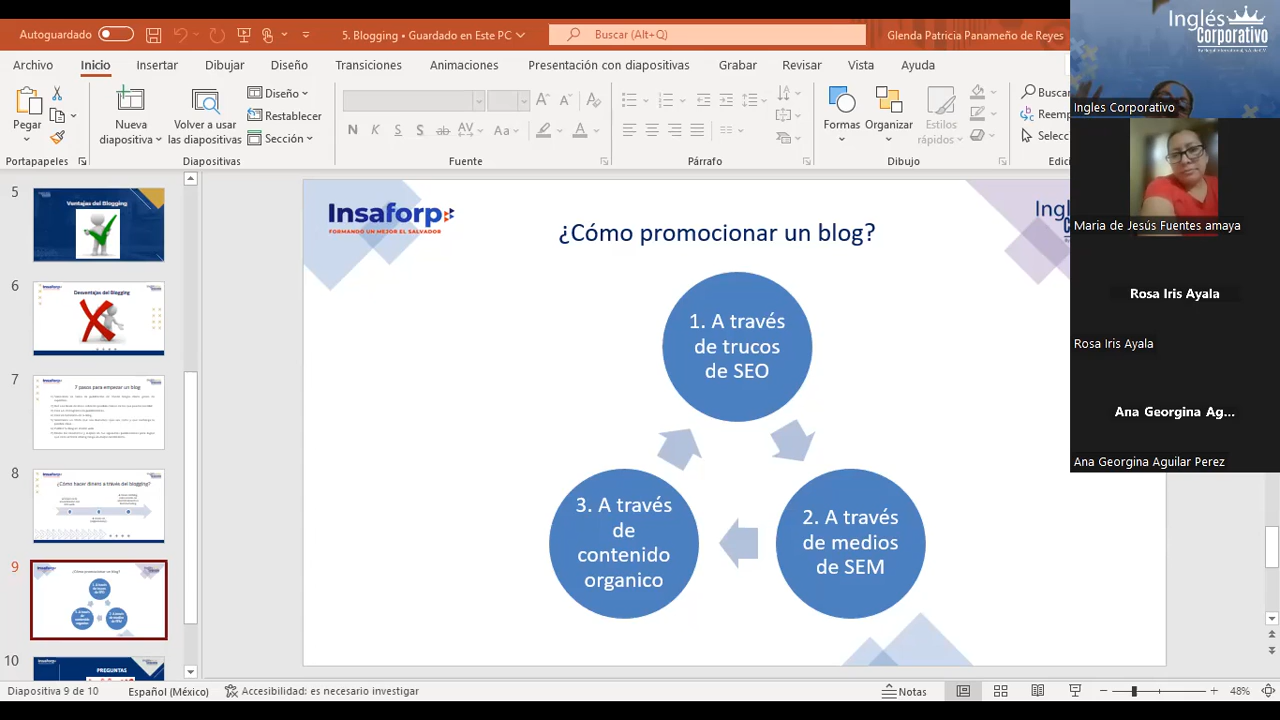 Autoguardado
5. Blogging • Guardado en Este PC
Buscar (Alt+Q)
Glenda Patricia Panameño de Reyes
Archivo
Inicio
Insertar
Dibujar
Diseño
Transiciones
Animaciones
Presentación con diapositivas
Grabar
Revisar
Vista
Ayuda
Pegar
Nueva
diapositiva
Volver a usar
las diapositivas
Diseño
Restablecer
Sección
N K S S ab AV Aa A
Formas
Organizar
Estilos
rápidos
Buscar
Reemp
Selecc
Portapapeles
Diapositivas
Fuente
Párrafo
Dibujo
Edici
5
Ventajas del Blogging
6
Desventajas del Blogging
7
7 pasos para empezar un blog
8
¿Cómo hacer dinero a través del blogging?
9
¿Cómo promocionar un blog?
10
PREGUNTAS
Insaforp
FORMANDO UN MEJOR EL SALVADOR
Ingl
¿Cómo promocionar un blog?
1. A través
de trucos
de SEO
2. A través
de medios
de SEM
3. A través
de
contenido
organico
Inglés
Corporativo
Ingles Corporativo
Maria de Jesús Fuentes amaya
Rosa Iris Ayala
Rosa Iris Ayala
Ana Georgina Ag...
Ana Georgina Aguilar Perez
Diapositiva 9 de 10
Español (México)
Accesibilidad: es necesario investigar
Notas
48%